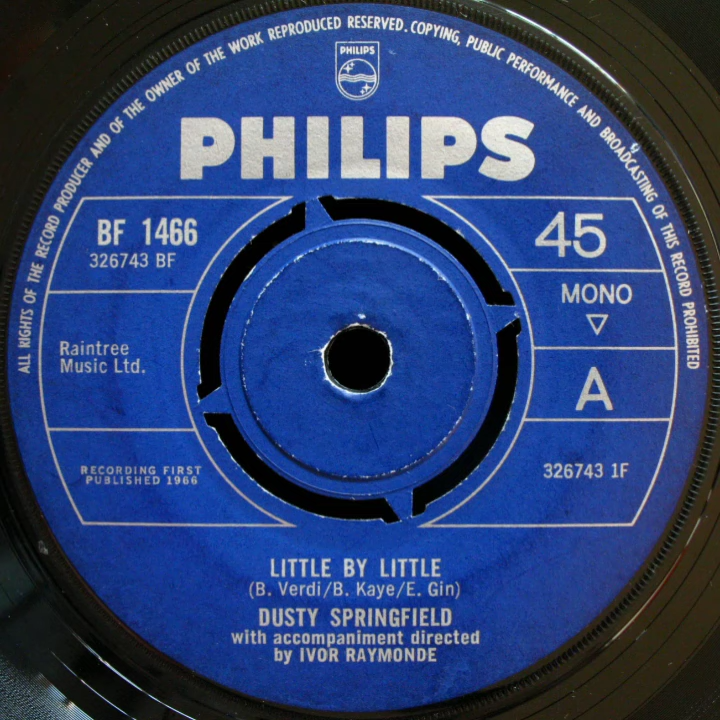 ALL RIGHTS OF THE RECORD PRODUCER AND OF THE OWNER OF THE WORK REPRODUCED RESERVED. COPYING, PUBLIC PERFORMANCE AND BROADCASTING OF THIS RECORD PROHIBITED
PHILIPS
PHILIPS
BF 1466
326743 BF
45
MONO
Raintree
Music Ltd.
A
RECORDING FIRST
PUBLISHED 1966
326743 1F
LITTLE BY LITTLE
(B. Verdi/B. Kaye/E. Gin)
DUSTY SPRINGFIELD
with accompaniment directed
by IVOR RAYMONDE